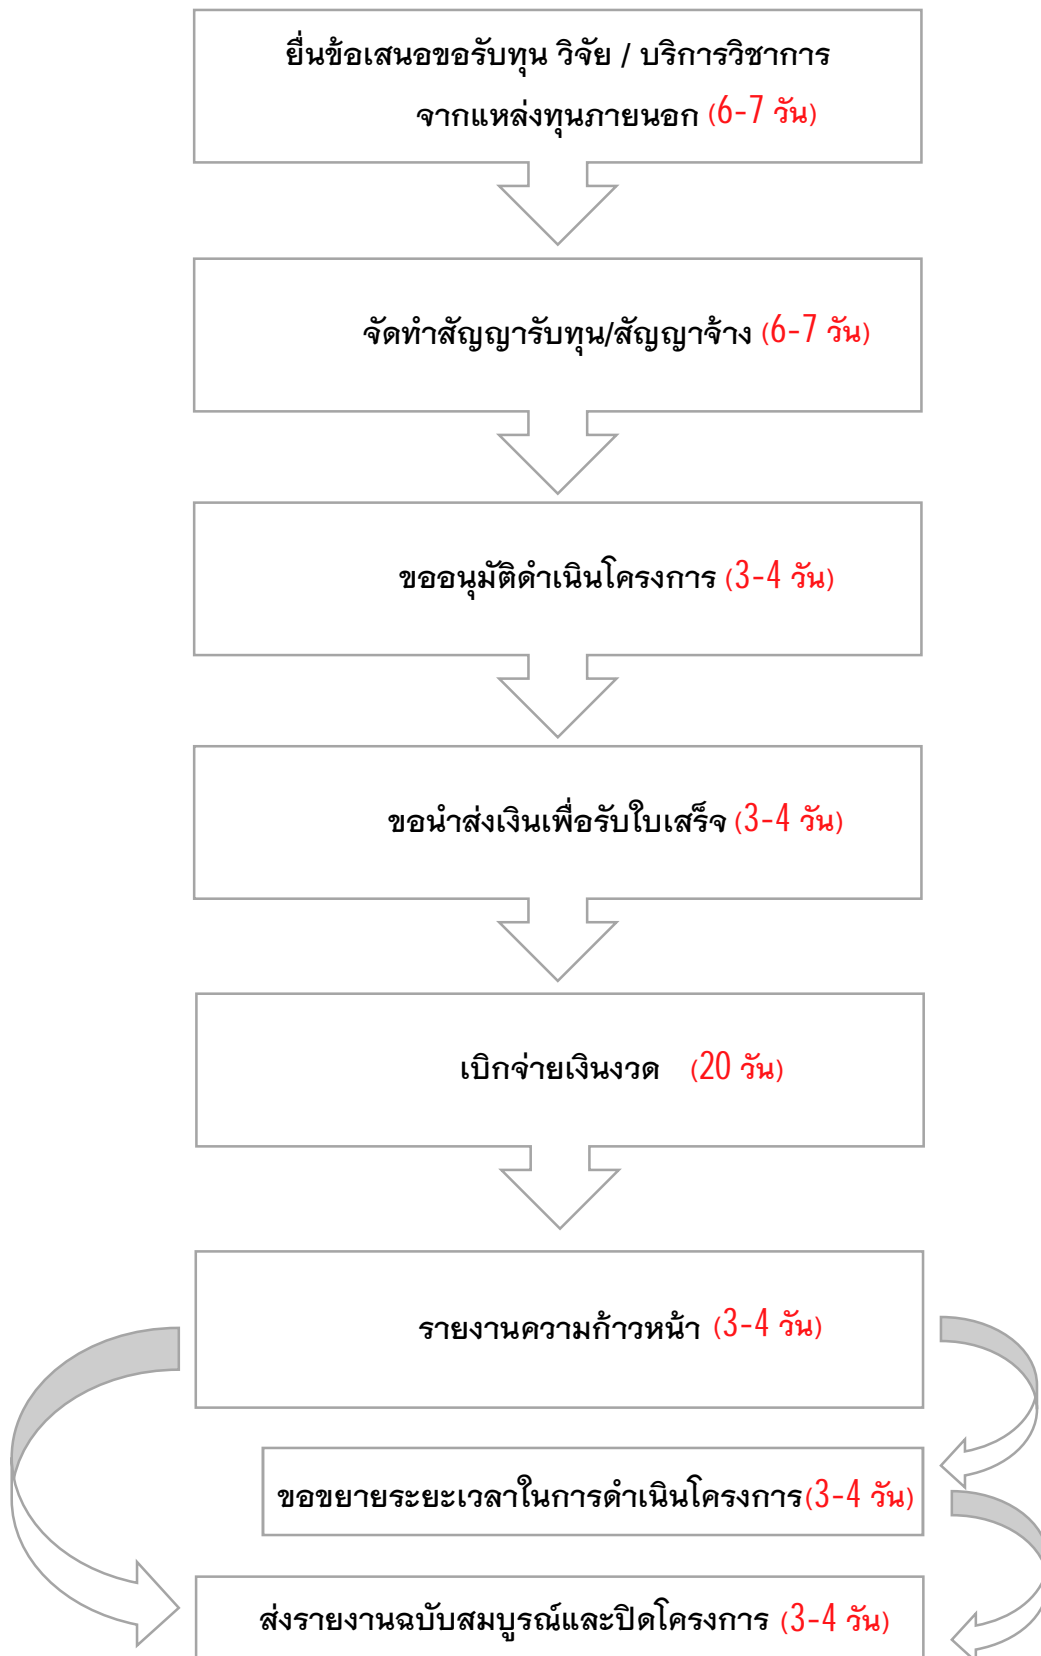 ยื่นข้อเสนอขอรับทุน วิจัย / บริการวิชาการ
จากแหล่งทุนภายนอก (6-7 วัน)
จัดทำสัญญารับทุน/สัญญาจ้าง (6-7 วัน)
ขออนุมัติดำเนินโครงการ (3-4 วัน)
ขอนำส่งเงินเพื่อรับใบเสร็จ (3-4 วัน)
เบิกจ่ายเงินงวด (20 วัน)
รายงานความก้าวหน้า (3-4 วัน)
ขอขยายระยะเวลาในการดำเนินโครงการ(3-4 วัน)
ส่งรายงานฉบับสมบูรณ์และปิดโครงการ (3-4 วัน)